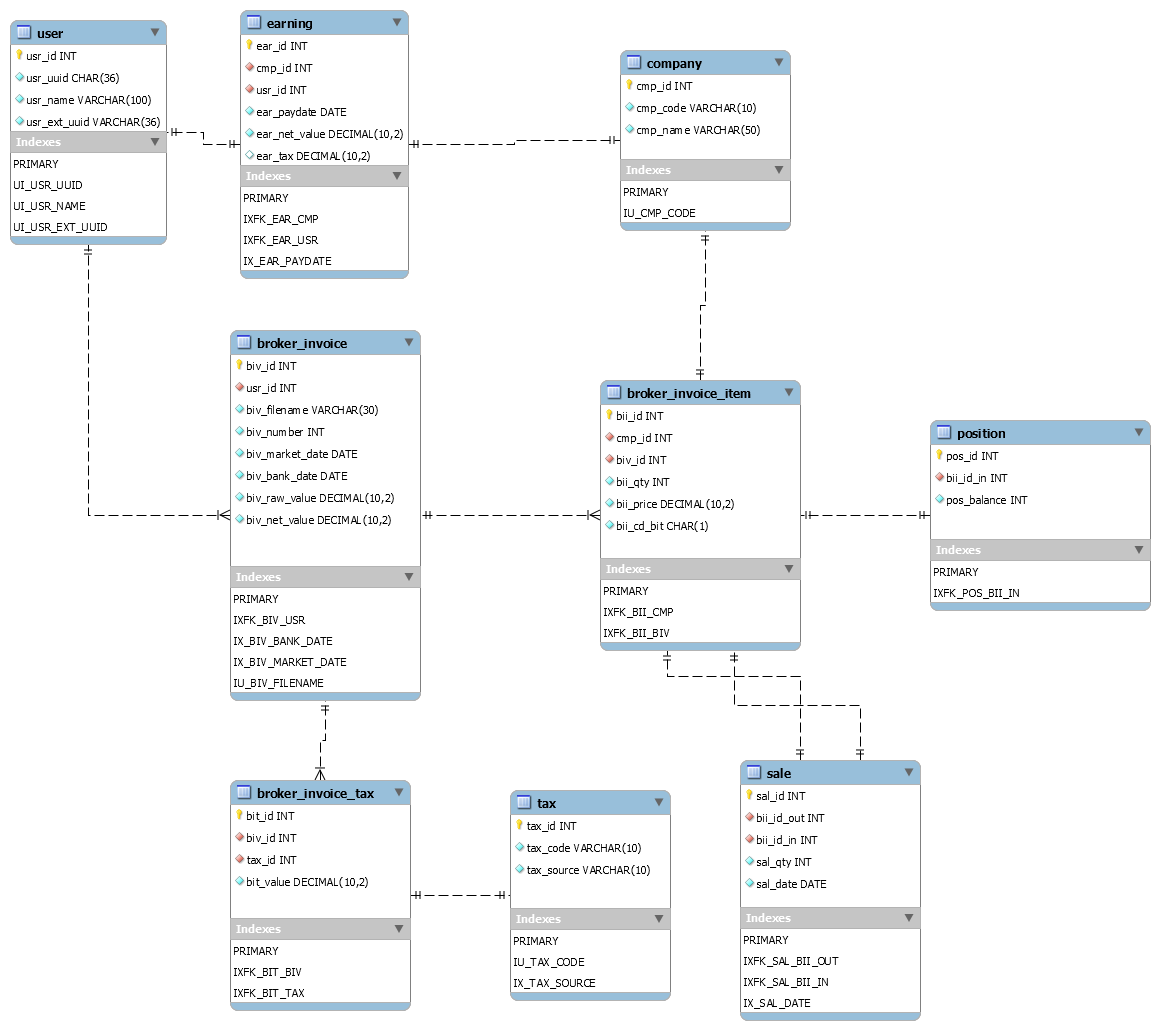 user
usr_id INT
usr_uuid CHAR(36)
usr_name VARCHAR(100)
usr_ext_uuid VARCHAR(36)
Indexes
PRIMARY
UI_USR_UUID
UI_USR_NAME
UI_USR_EXT_UUID
earning
ear_id INT
cmp_id INT
usr_id INT
ear_paydate DATE
ear_net_value DECIMAL(10,2)
ear_tax DECIMAL(10,2)
Indexes
PRIMARY
IXFK_EAR_CMP
IXFK_EAR_USR
IX_EAR_PAYDATE
company
cmp_id INT
cmp_code VARCHAR(10)
cmp_name VARCHAR(50)
Indexes
PRIMARY
IU_CMP_CODE
broker_invoice
biv_id INT
usr_id INT
biv_filename VARCHAR(30)
biv_number INT
biv_market_date DATE
biv_bank_date DATE
biv_raw_value DECIMAL(10,2)
biv_net_value DECIMAL(10,2)
Indexes
PRIMARY
IXFK_BIV_USR
IX_BIV_BANK_DATE
IX_BIV_MARKET_DATE
IU_BIV_FILENAME
broker_invoice_item
bii_id INT
cmp_id INT
biv_id INT
bii_qty INT
bii_price DECIMAL(10,2)
bii_cd_bit CHAR(1)
Indexes
PRIMARY
IXFK_BII_CMP
IXFK_BII_BIV
position
pos_id INT
bii_id_in INT
pos_balance INT
Indexes
PRIMARY
IXFK_POS_BII_IN
broker_invoice_tax
bit_id INT
biv_id INT
tax_id INT
bit_value DECIMAL(10,2)
Indexes
PRIMARY
IXFK_BIT_BIV
IXFK_BIT_TAX
tax
tax_id INT
tax_code VARCHAR(10)
tax_source VARCHAR(10)
Indexes
PRIMARY
IU_TAX_CODE
IX_TAX_SOURCE
sale
sal_id INT
bii_id_out INT
bii_id_in INT
sal_qty INT
sal_date DATE
Indexes
PRIMARY
IXFK_SAL_BII_OUT
IXFK_SAL_BII_IN
IX_SAL_DATE